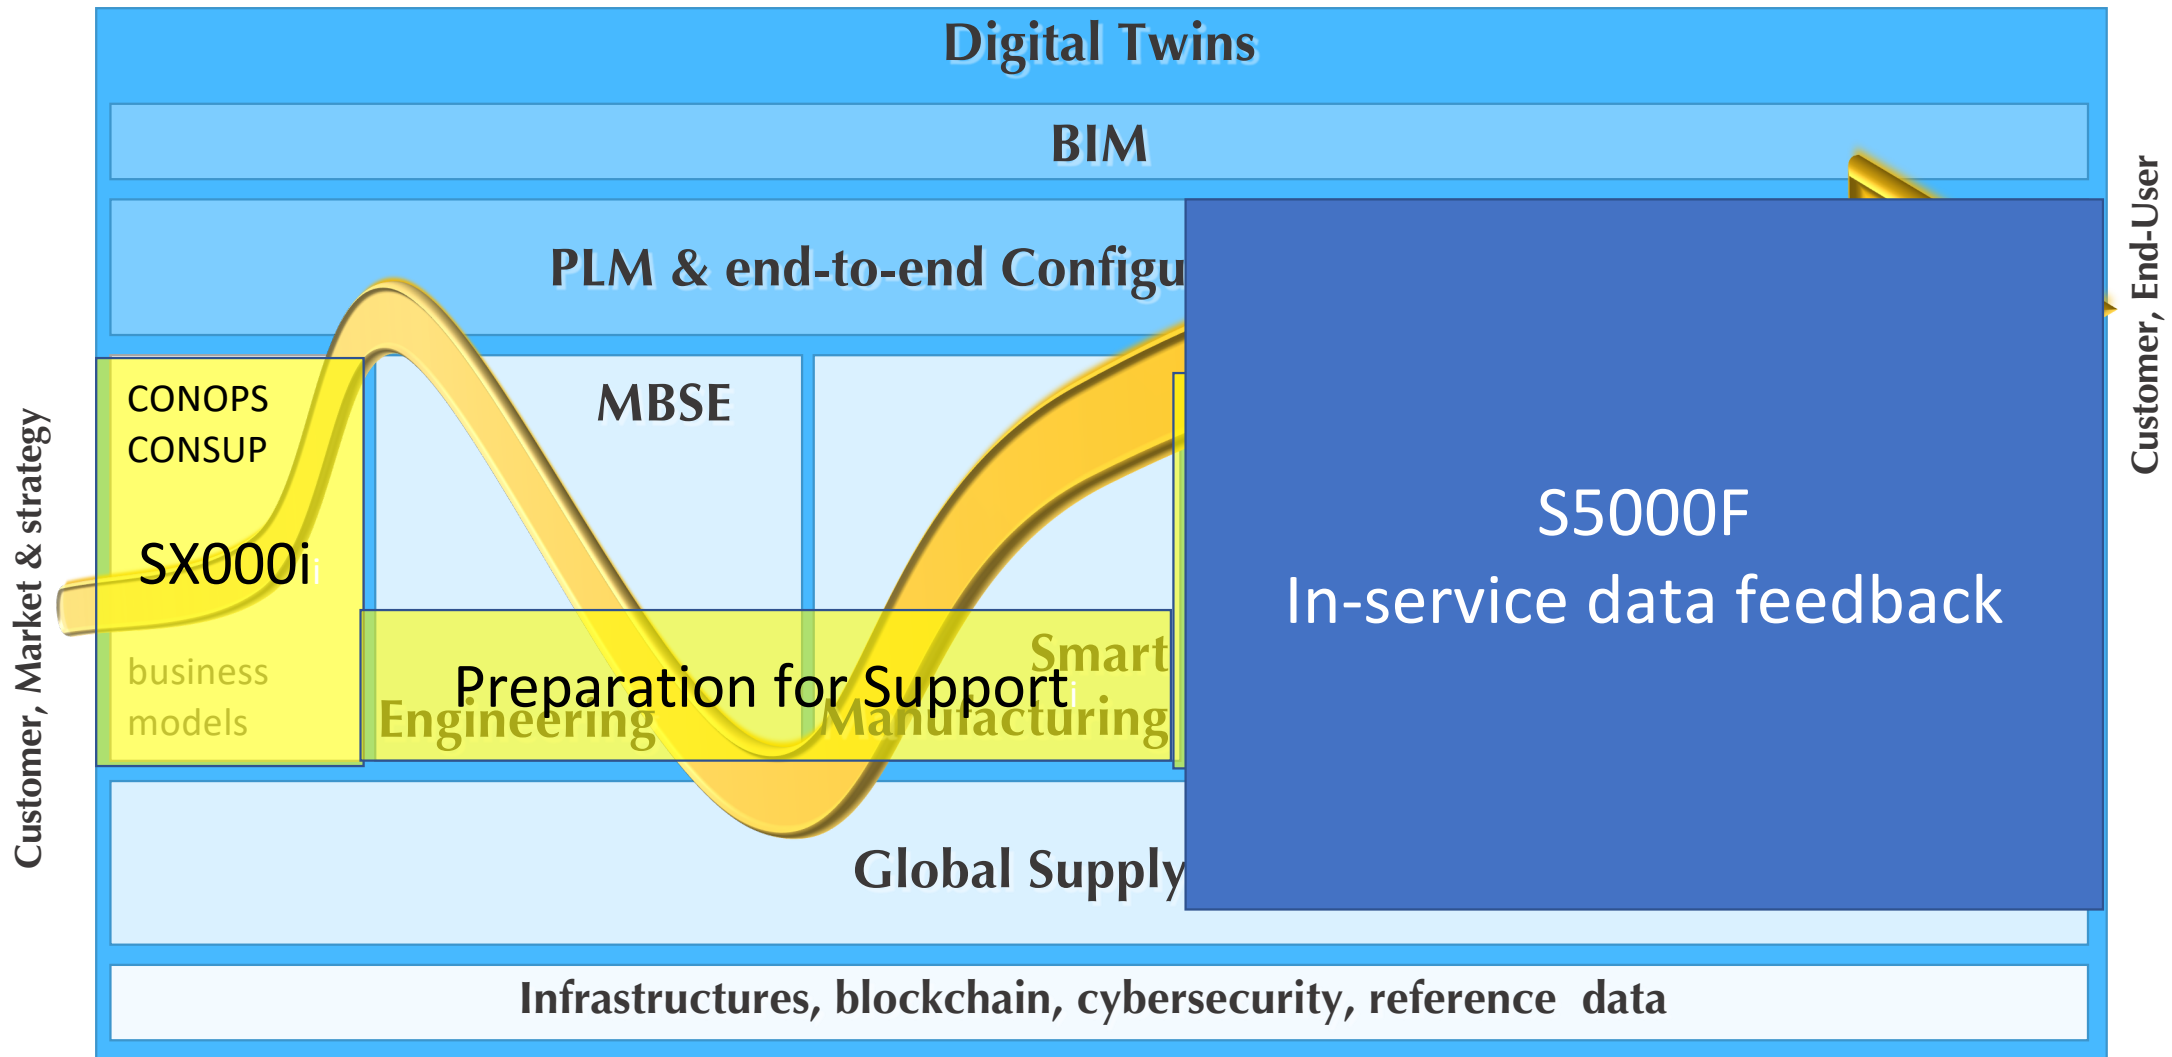 Digital Twins
BIM
PLM & end-to-end Configu
CONOPS
CONSUP
MBSE
SX000i
i
business
models
Preparation for Support
i
Engineering
Smart
Manufacturing
S5000F
In-service data feedback
Global Supply
Infrastructures, blockchain, cybersecurity, reference data
Customer, Market & strategy
Customer, End-User